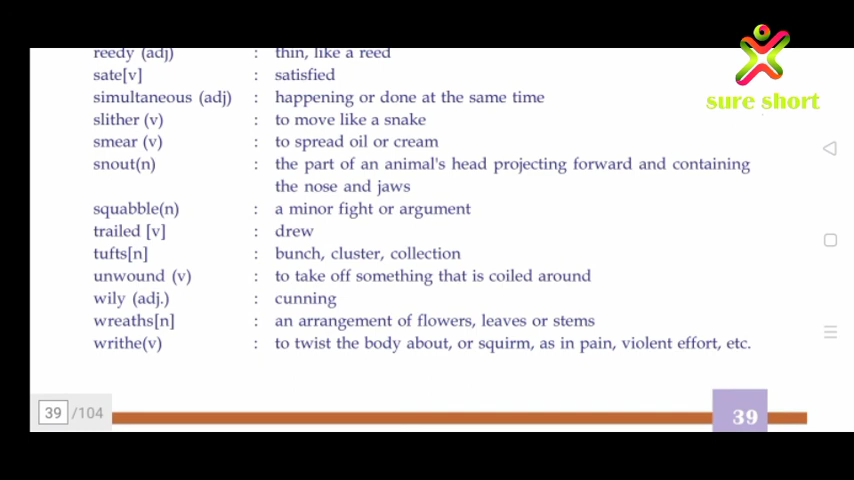 reedy (adj) : thin, like a reed
sate[v] : satisfied
simultaneous (adj) : happening or done at the same time
slither (v) : to move like a snake
smear (v) : to spread oil or cream
snout(n) : the part of an animal's head projecting forward and containing
the nose and jaws
squabble(n) : a minor fight or argument
trailed [v] : drew
tufts[n] : bunch, cluster, collection
unwound (v) : to take off something that is coiled around
wily (adj.) : cunning
wreaths[n] : an arrangement of flowers, leaves or stems
writhe(v) : to twist the body about, or squirm, as in pain, violent effort, etc.
39 /104
39
sure short